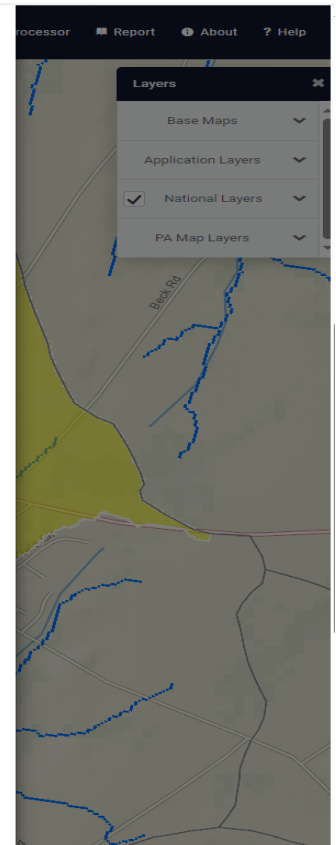 rocessor Report About ? Help
Layers
Base Maps
Application Layers
National Layers
PA Map Layers
Beck Rd